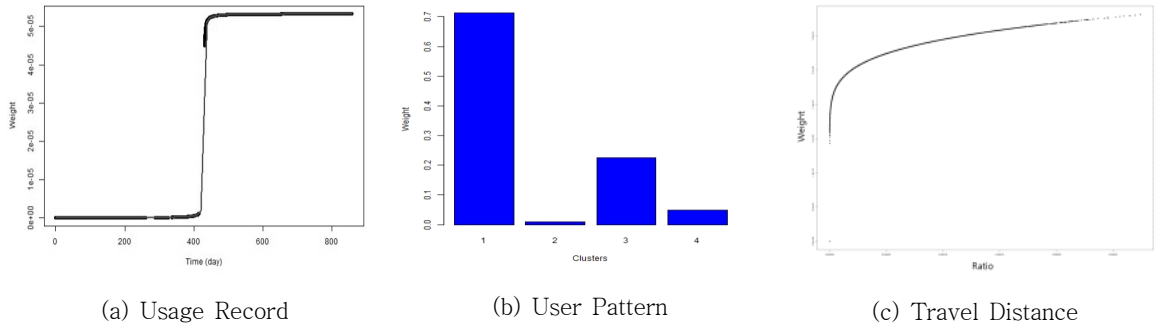 5e-05
4e-05
3e-05
2e-05
1e-05
0e+00
Weight
0 200 400 600 800
Time (day)
(a) Usage Record
0.7
0.6
0.5
0.4
0.3
0.2
0.1
0.0
Weight
1 2 3 4
Clusters
(b) User Pattern
Weight
Ratio
(c) Travel Distance